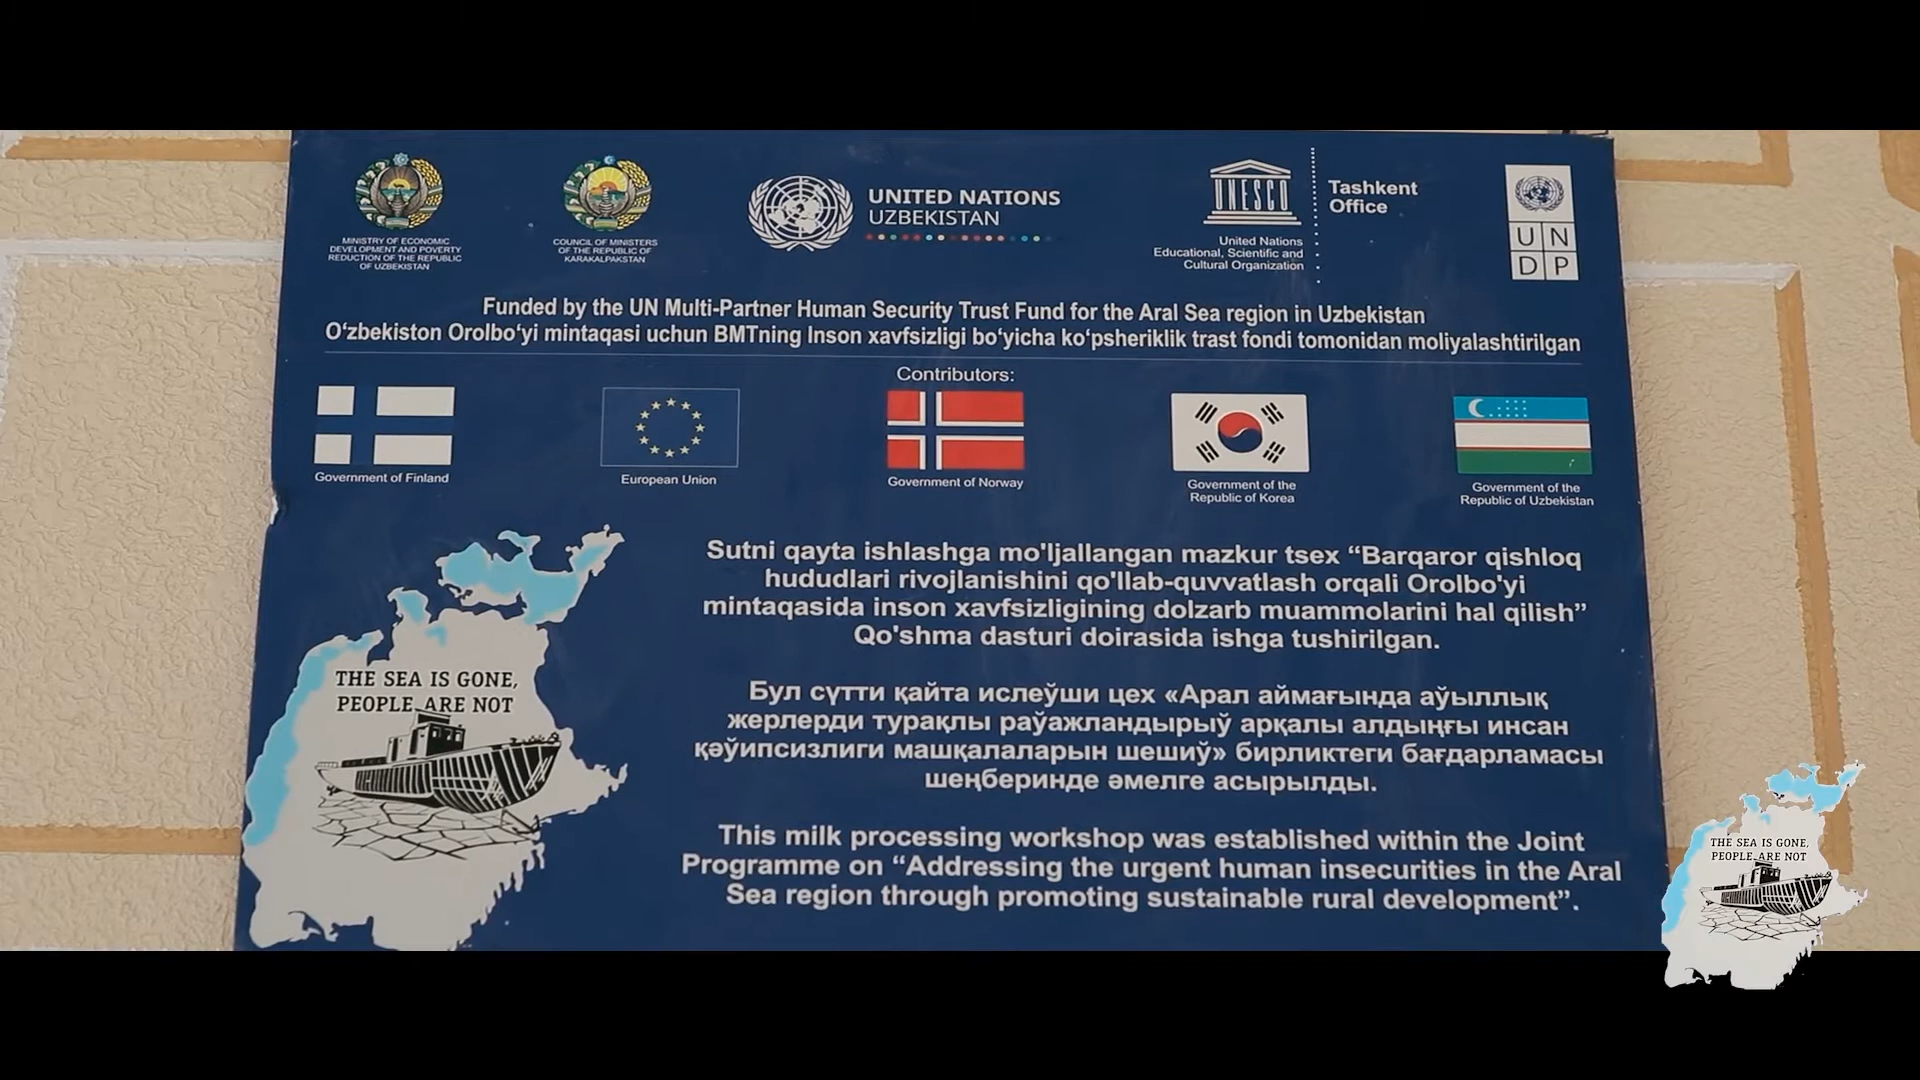 MINISTRY OF ECONOMIC
DEVELOPMENT AND POVERTY
REDUCTION OF THE REPUBLIC
OF UZBEKISTAN
COUNCIL OF MINISTERS
OF THE REPUBLIC OF
KARAKALPAKSTAN
UNITED NATIONS
UZBEKISTAN
UNESCO
United Nations
Educational, Scientific and
Cultural Organization
Tashkent
Office
U N
D P
Funded by the UN Multi-Partner Human Security Trust Fund for the Aral Sea region in Uzbekistan
O‘zbekiston Orolbo‘yi mintaqasi uchun BMTning Inson xavfsizligi bo‘yicha ko‘psheriklik trast fondi tomonidan moliyalashtirilgan
Contributors:
Government of Finland
European Union
Government of Norway
Government of the
Republic of Korea
Government of the
Republic of Uzbekistan
THE SEA IS GONE,
PEOPLE ARE NOT
Sutni qayta ishlashga mo'ljallangan mazkur tsex “Barqaror qishloq
hududlari rivojlanishini qo'llab-quvvatlash orqali Orolbo'yi
mintaqasida inson xavfsizligining dolzarb muammolarini hal qilish”
Qo'shma dasturi doirasida ishga tushirilgan.
Бул сүтти қайта ислеўши цех «Арал аймағында аўыллық
жерлерди турақлы раўажландырыў арқалы алдыңғы инсан
қәўипсизлиги машқалаларын шешиў» бирликтеги бағдарламасы
шеңберинде әмелге асырылды.
This milk processing workshop was established within the Joint
Programme on “Addressing the urgent human insecurities in the Aral
Sea region through promoting sustainable rural development”.
THE SEA IS GONE,
PEOPLE ARE NOT